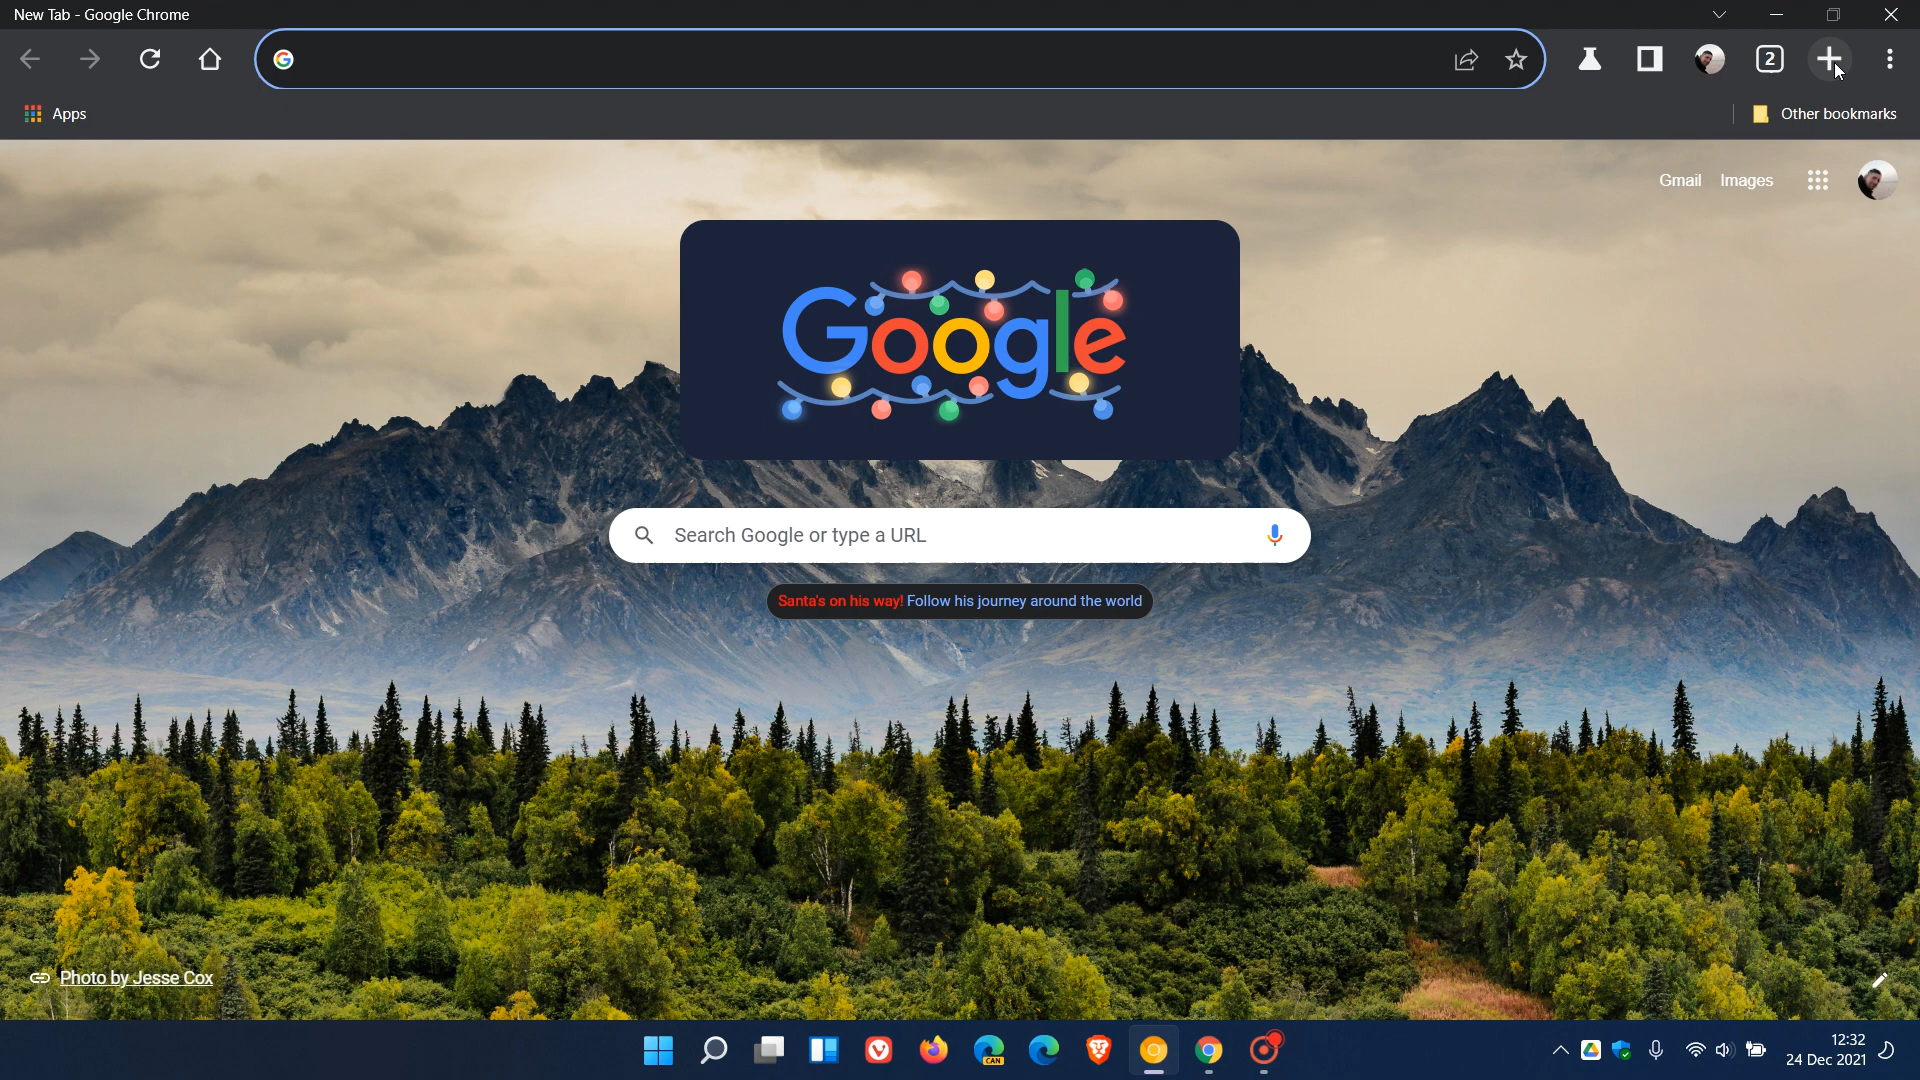 New Tab - Google Chrome
2
Apps
Other bookmarks
Gmail Images
Google
Search Google or type a URL
Santa's on his way! Follow his journey around the world
Photo by Jesse Cox
CAN
12:32
24 Dec 2021